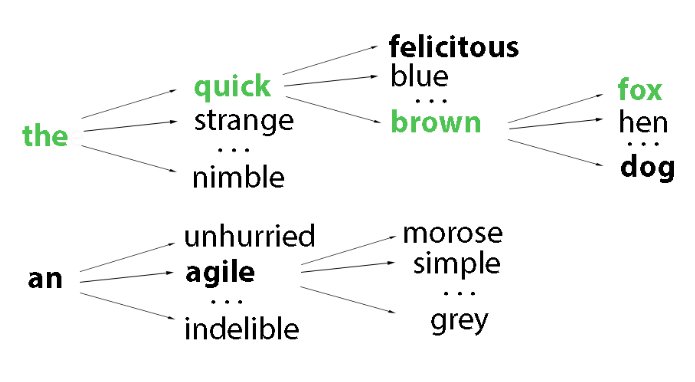 felicitous
quick
blue
fox
...
strange
brown
hen
the
...
...
nimble
dog
unhurried
morose
an
agile
simple
...
...
indelible
grey